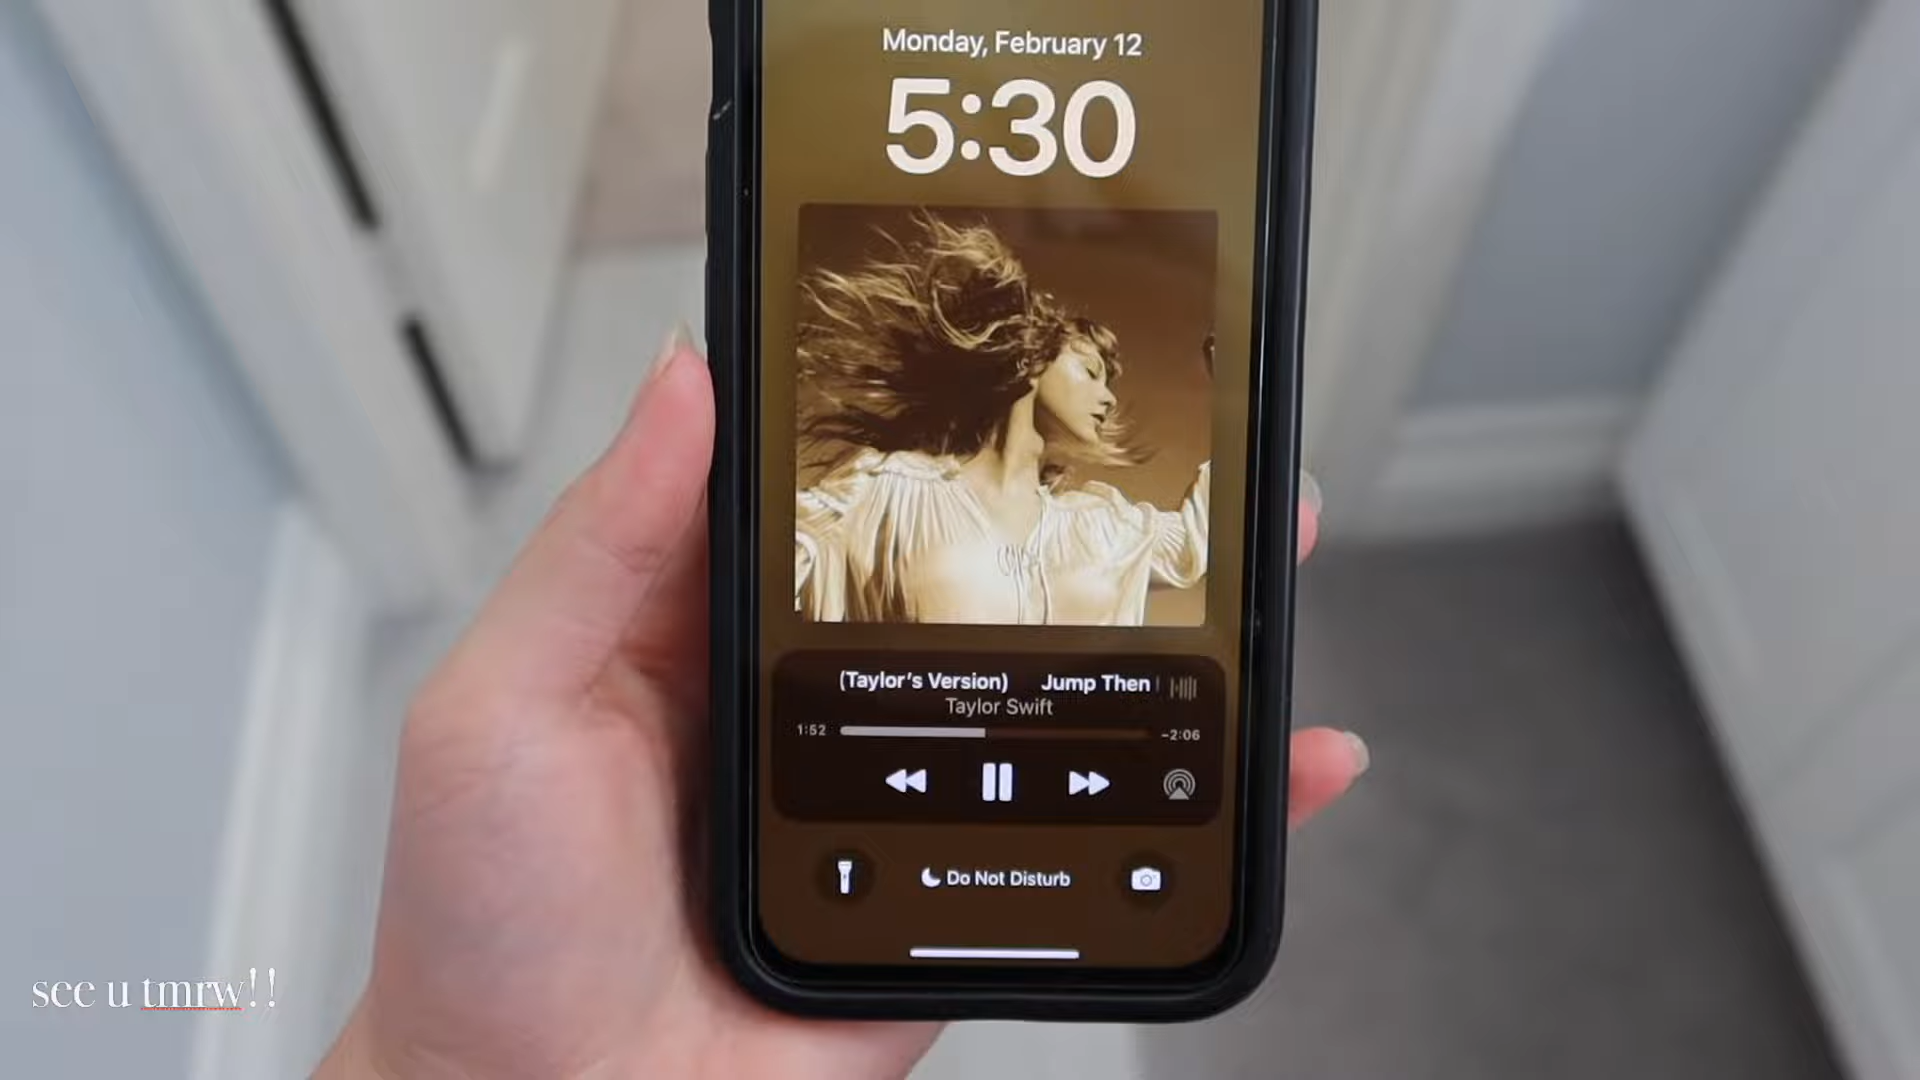 Monday, February 12
5:30
(Taylor's Version) Jump Then
Taylor Swift
1:52
-2:06
Do Not Disturb
see u tmrw!!